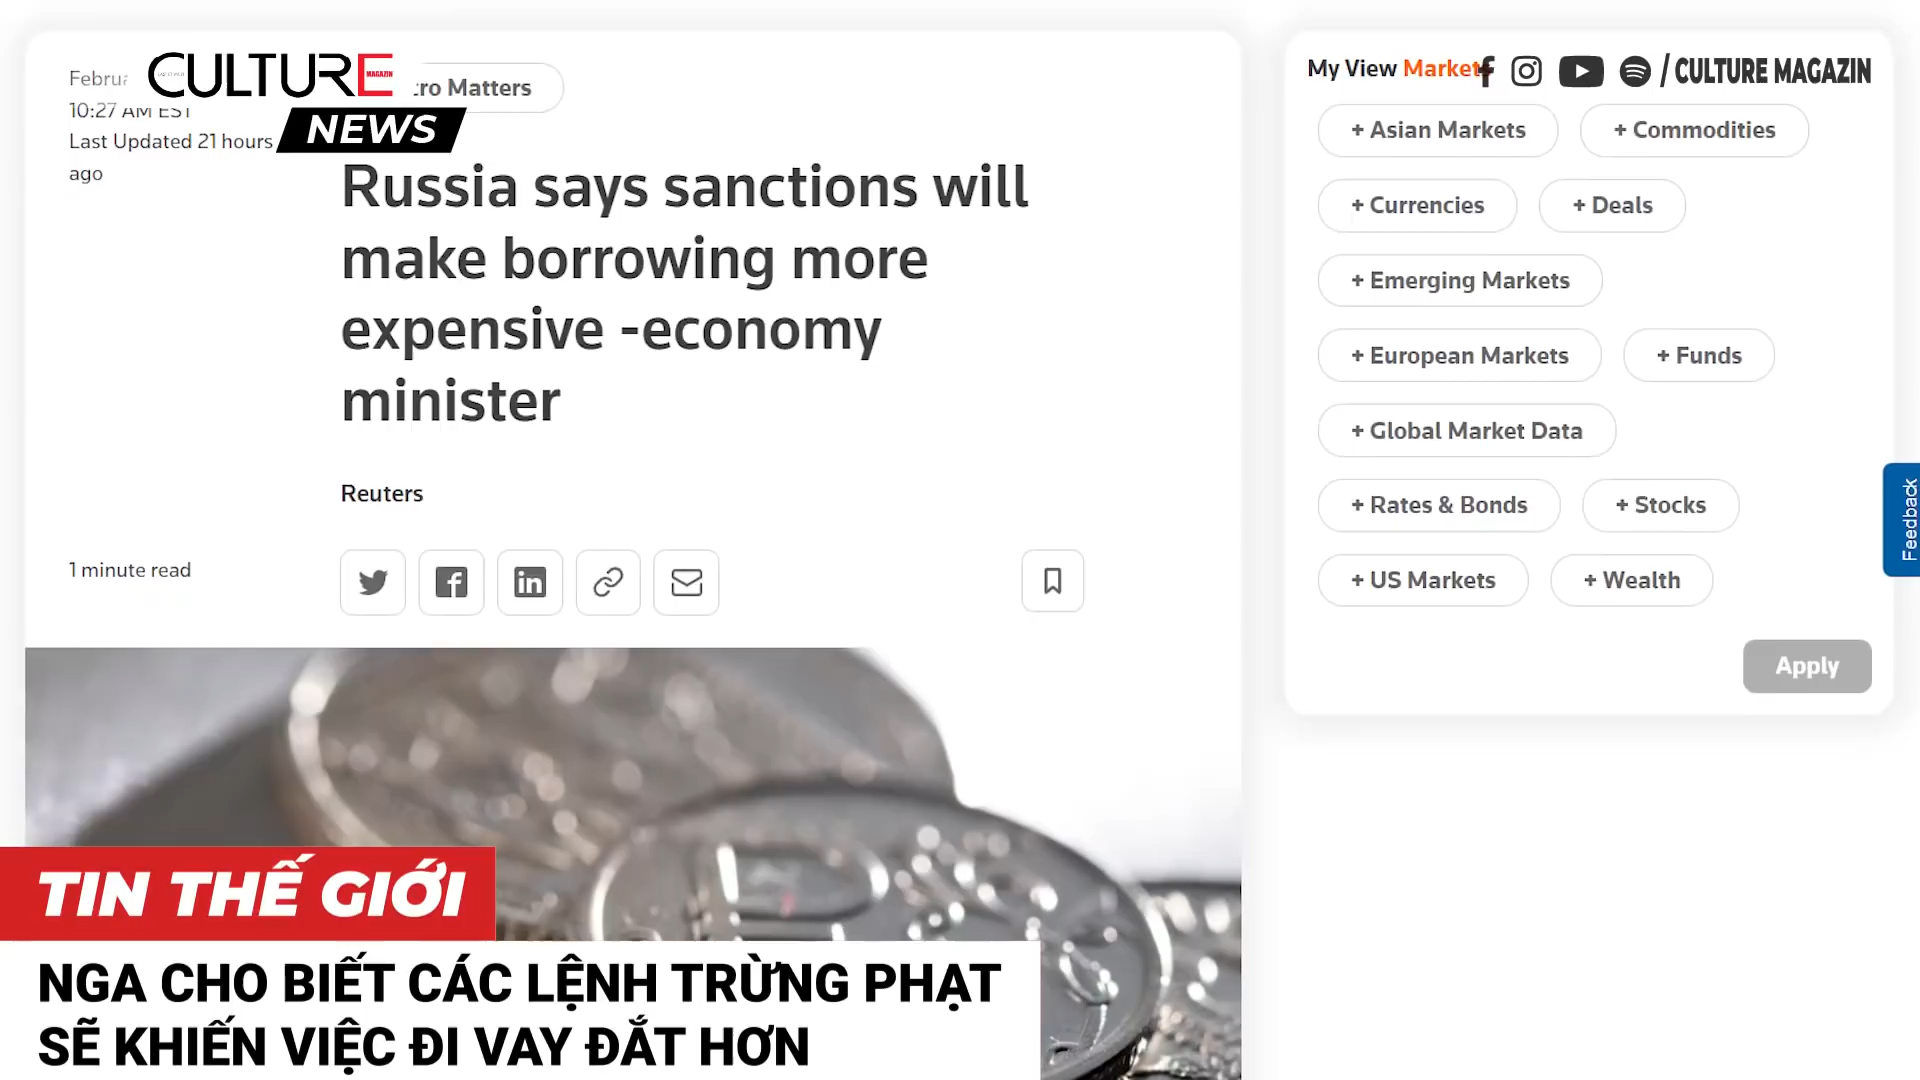 CULTURE
MAGAZIN
NEWS
10:27 AM EST
Last Updated 21 hours
ago
Matters
Russia says sanctions will
make borrowing more
expensive -economy
minister
Reuters
1 minute read
My View Market
/ CULTURE MAGAZIN
+ Asian Markets
+ Commodities
+ Currencies
+ Deals
+ Emerging Markets
+ European Markets
+ Funds
+ Global Market Data
+ Rates & Bonds
+ Stocks
+ US Markets
+ Wealth
Apply
Feedback
TIN THẾ GIỚI
NGA CHO BIẾT CÁC LỆNH TRỪNG PHẠT
SẼ KHIẾN VIỆC ĐI VAY ĐẮT HƠN